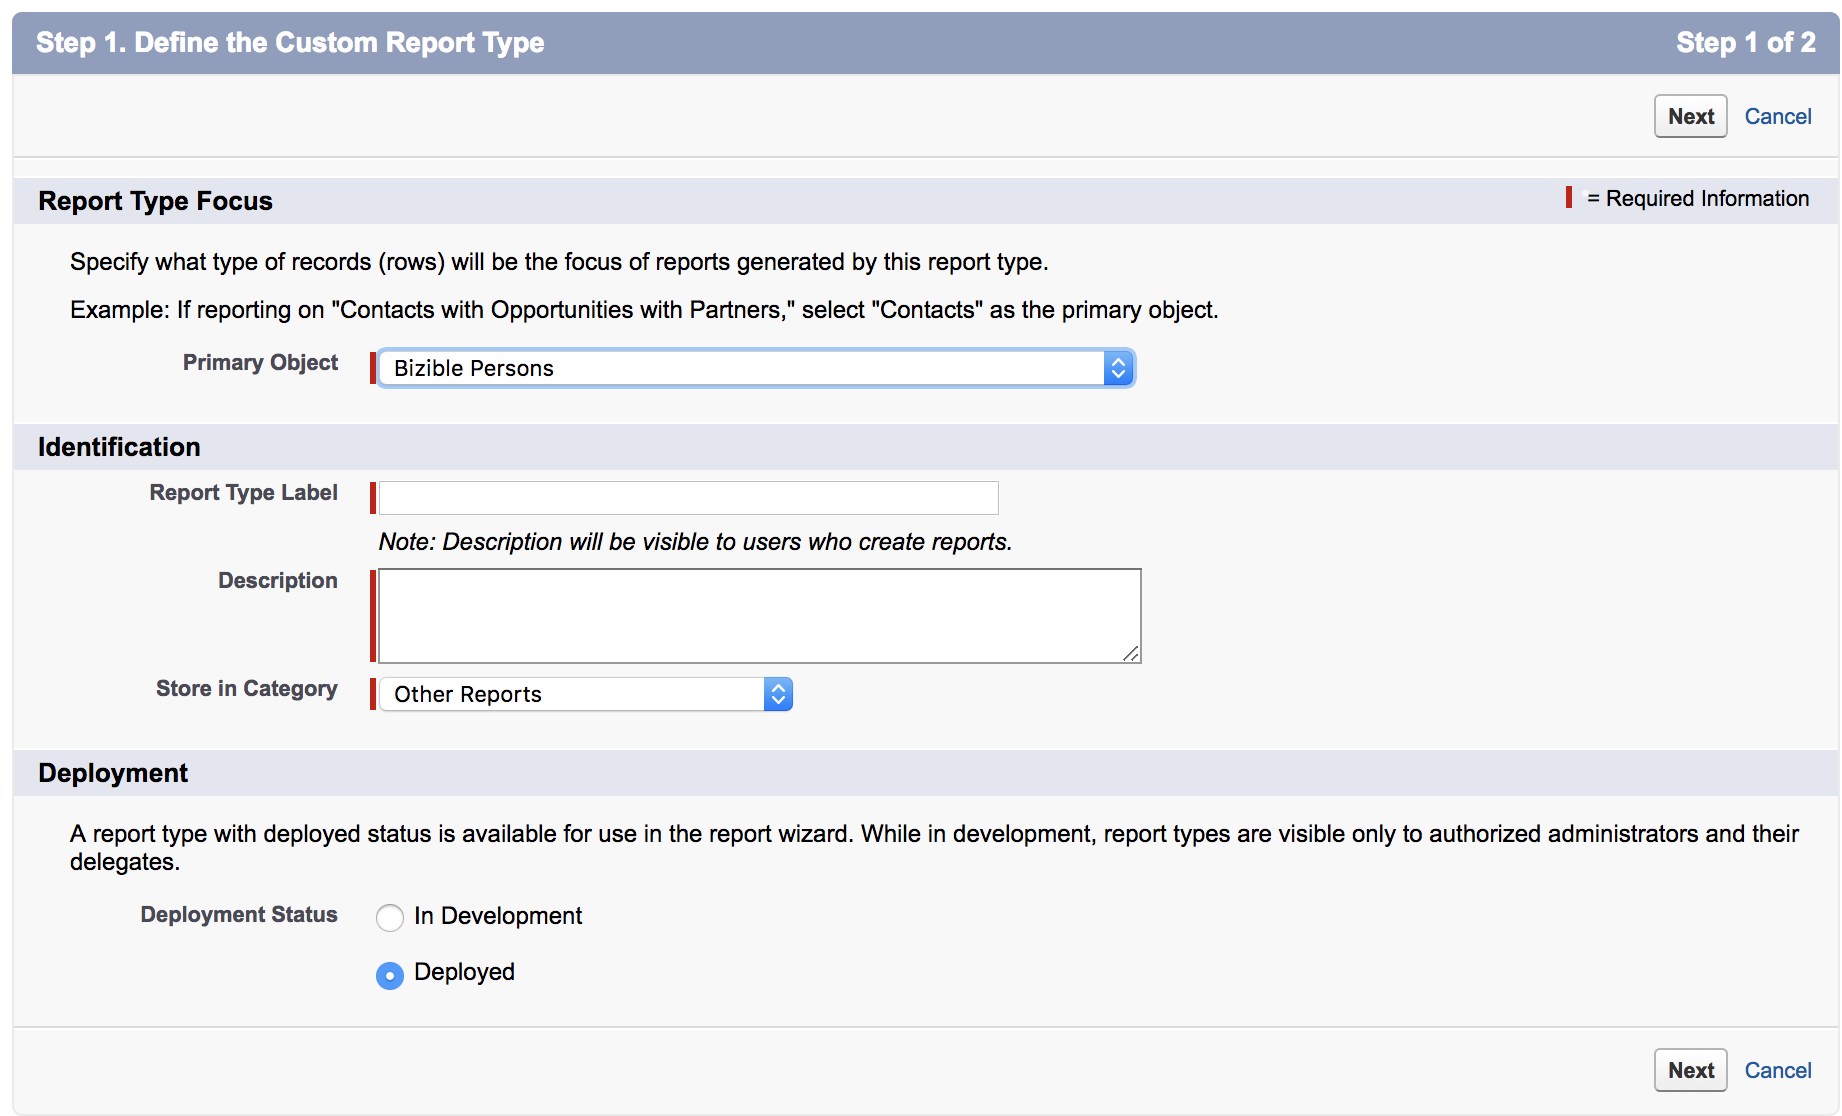 Step 1. Define the Custom Report Type
Step 1 of 2
Next
Cancel
Report Type Focus
= Required Information
Specify what type of records (rows) will be the focus of reports generated by this report type.
Example: If reporting on "Contacts with Opportunities with Partners," select "Contacts" as the primary object.
Primary Object
Bizible Persons
Identification
Report Type Label
Note: Description will be visible to users who create reports.
Description
Store in Category
Other Reports
Deployment
A report type with deployed status is available for use in the report wizard. While in development, report types are visible only to authorized administrators and their
delegates.
Deployment Status
In Development
Deployed
Next
Cancel